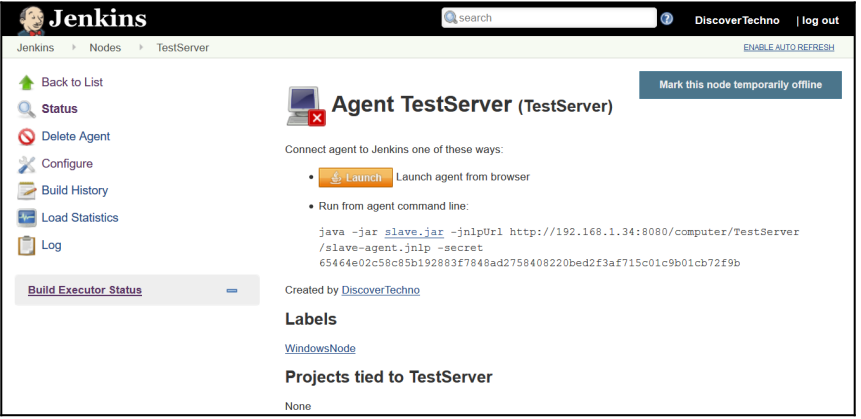 Jenkins
search
DiscoverTechno | log out
Jenkins Nodes TestServer
ENABLE AUTO REFRESH
Back to List
Status
Delete Agent
Configure
Build History
Load Statistics
Log
Build Executor Status
Mark this node temporarily offline
Agent TestServer (TestServer)
Connect agent to Jenkins one of these ways:
Launch Launch agent from browser
Run from agent command line:
java -jar slave.jar -jnlpUrl http://192.168.1.34:8080/computer/TestServer
/slave-agent.jnlp -secret
65464e02c58c85b192883f7848ad2758408220bed2f3af715c01c9b01cb72f9b
Created by DiscoverTechno
Labels
WindowsNode
Projects tied to TestServer
None